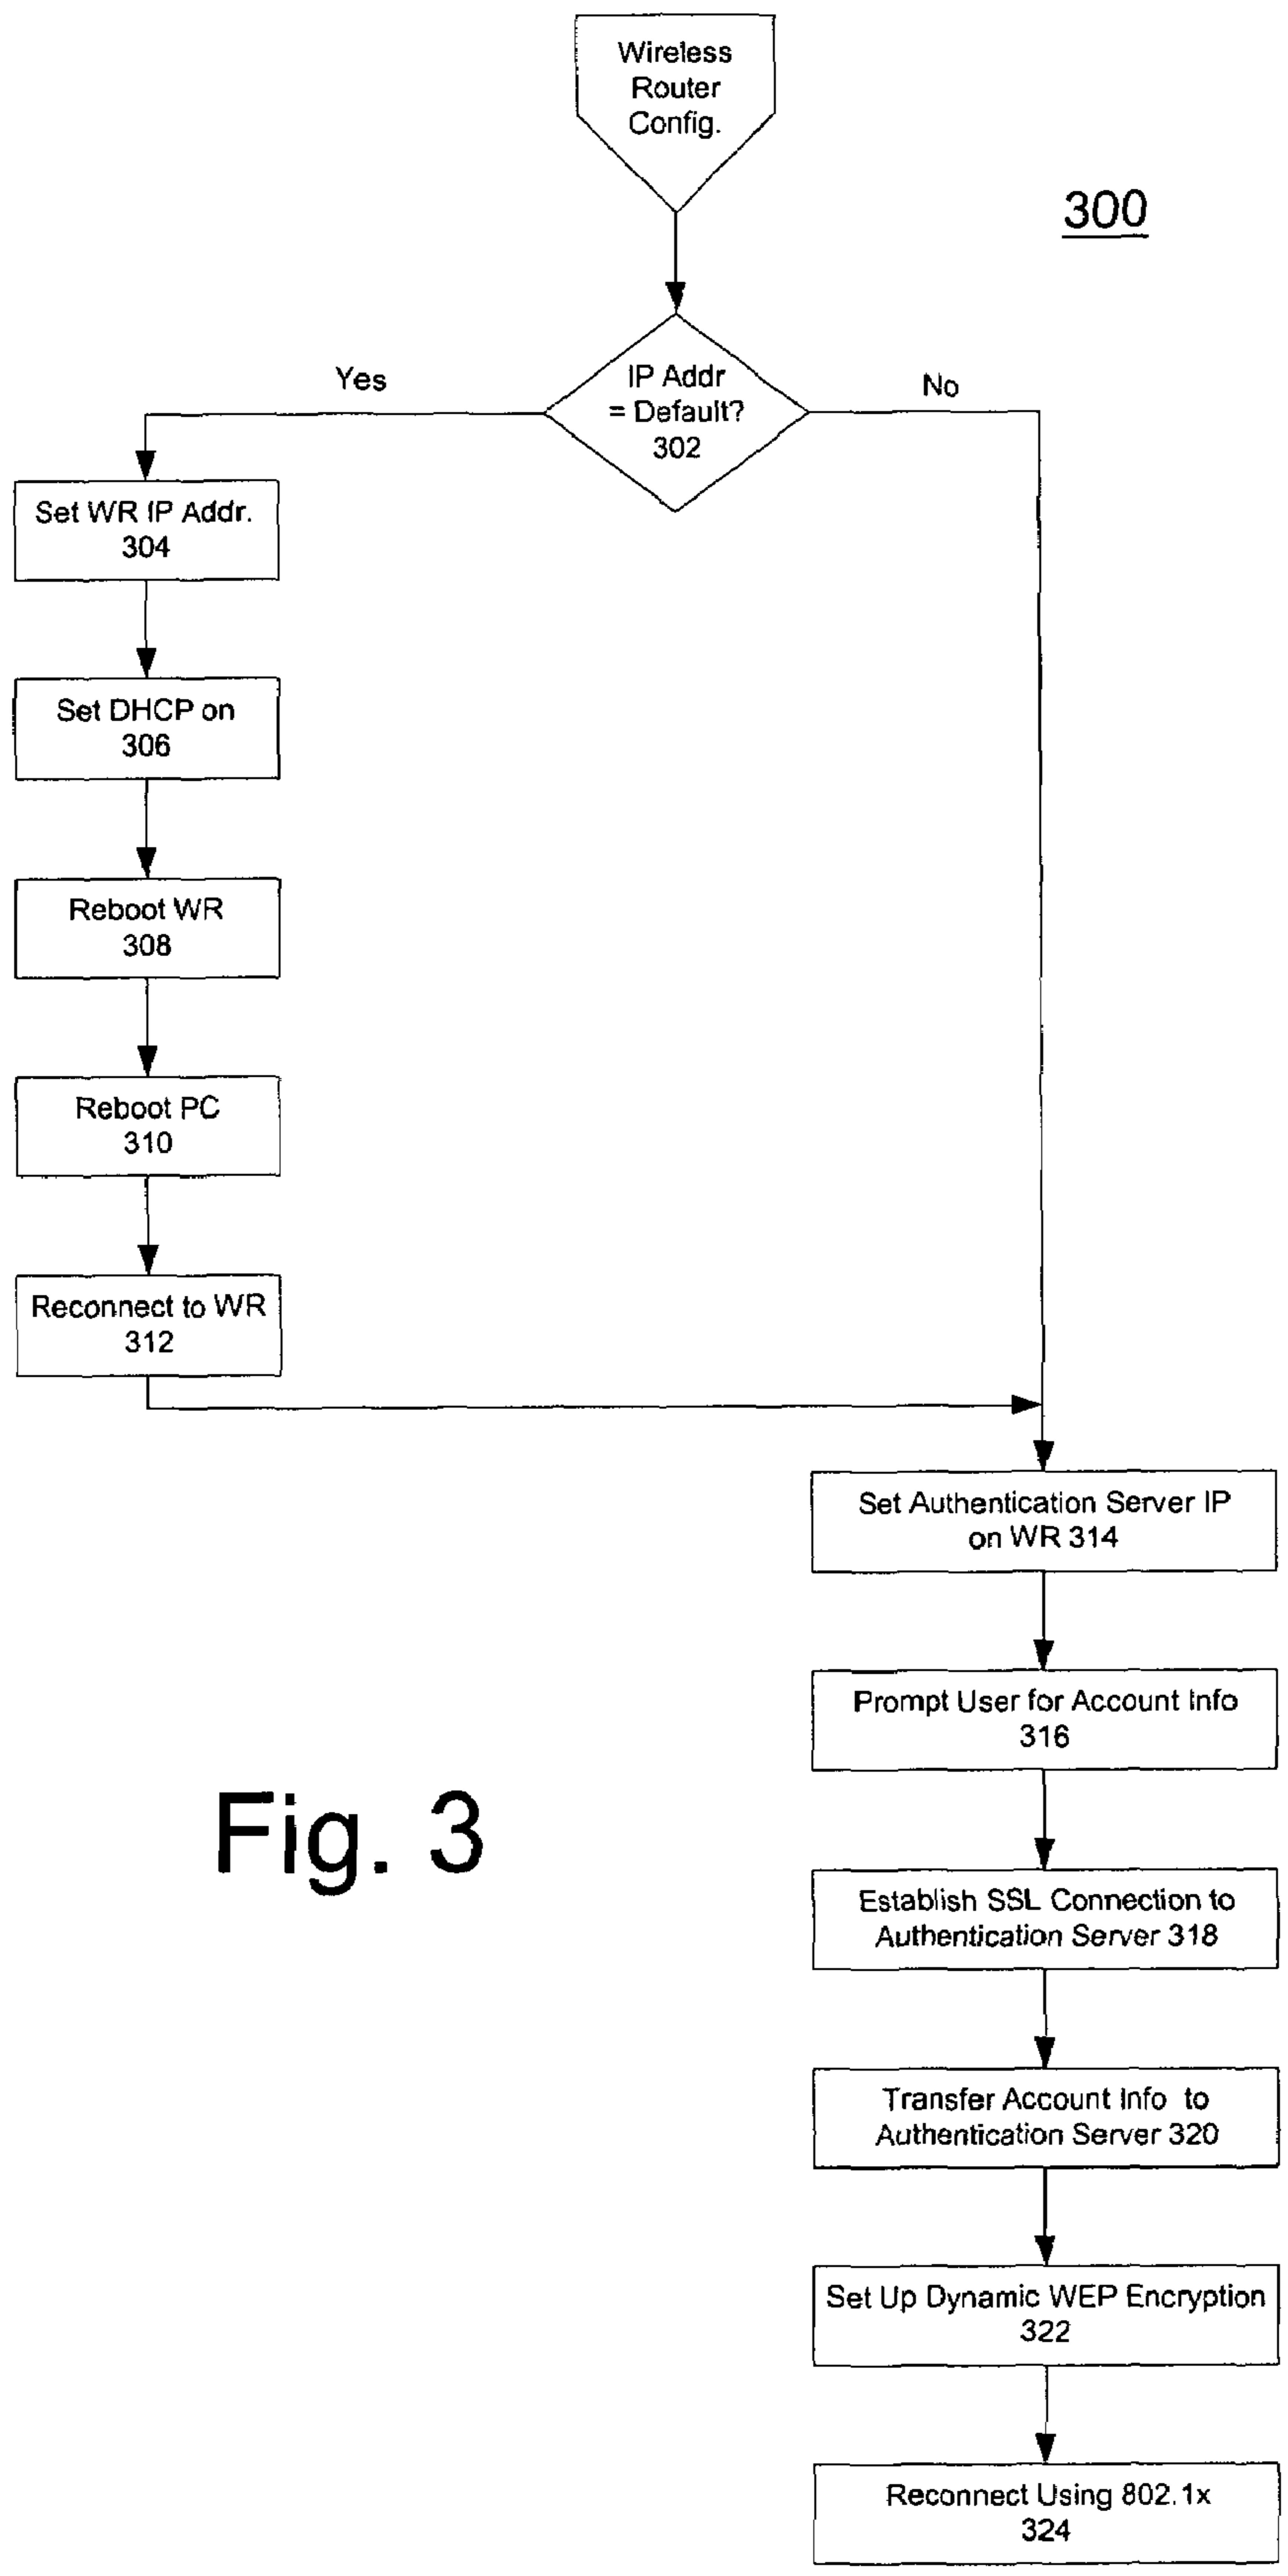 Wireless
Router
Config.
300
IP Addr
= Default?
302
Yes
No
Set WR IP Addr.
304
Set DHCP on
306
Reboot WR
308
Reboot PC
310
Reconnect to WR
312
Set Authentication Server IP
on WR 314
Prompt User for Account Info
316
Establish SSL Connection to
Authentication Server 318
Transfer Account Info to
Authentication Server 320
Set Up Dynamic WEP Encryption
322
Reconnect Using 802.1x
324
Fig. 3